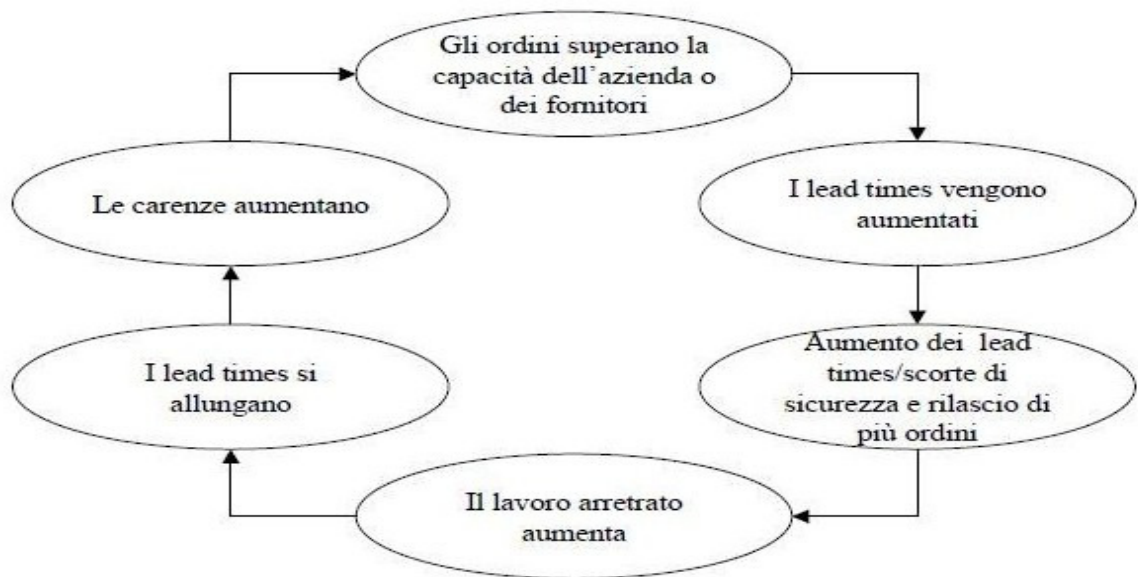 Gli ordini superano la
capacità dell’azienda o
dei fornitori
I lead times vengono
aumentati
Aumento dei lead
times/scorte di
sicurezza e rilascio di
più ordini
Il lavoro arretrato
aumenta
I lead times si
allungano
Le carenze aumentano